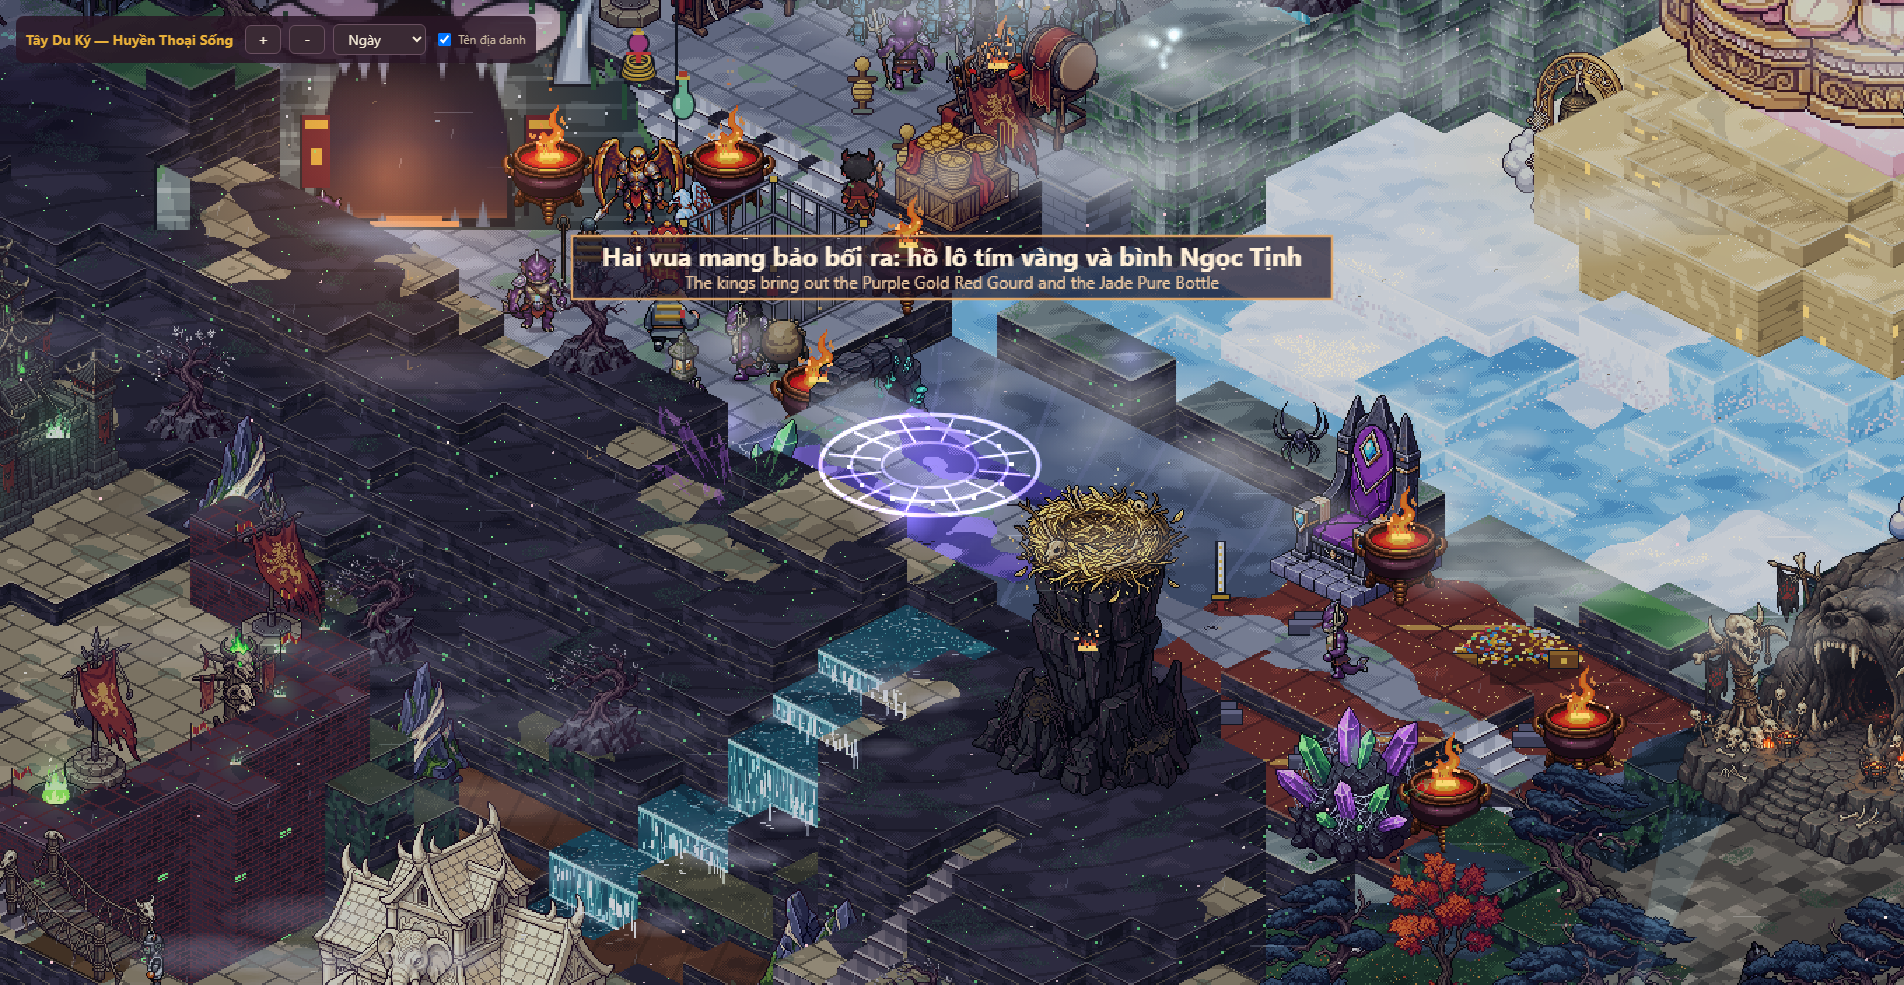 Tây Du Ký — Huyền Thoại Sống
+
-
Ngày
Tên địa danh
Hai vua mang bảo bối ra: hồ lô tím vàng và bình Ngọc Tịnh
The kings bring out the Purple Gold Red Gourd and the Jade Pure Bottle